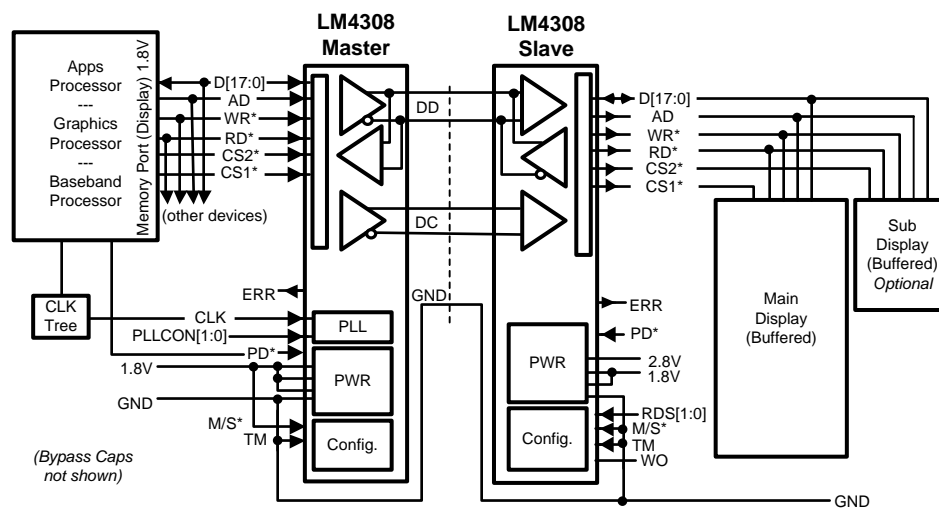 LM4308
Master
LM4308
Slave
Apps
Processor
---
Graphics
Processor
---
Baseband
Processor
Memory Port (Display) 1.8V
D[17:0]
AD
WR*
RD*
CS2*
CS1*
(other devices)
DD
DC
D[17:0]
AD
WR*
RD*
CS2*
CS1*
Sub
Display
(Buffered)
Optional
Main
Display
(Buffered)
CLK
Tree
ERR
CLK
PLLCON[1:0]
PD*
1.8V
GND
M/S*
TM
PLL
PWR
Config.
GND
PWR
Config.
ERR
PD*
2.8V
1.8V
RDS[1:0]
M/S*
TM
WO
GND
(Bypass Caps
not shown)